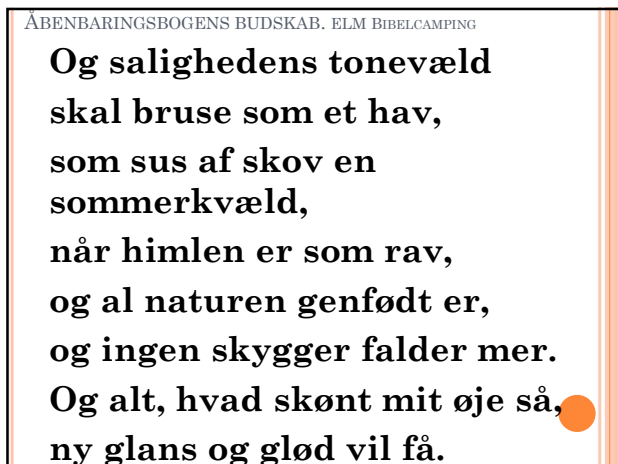 ÅBENBARINGSBOGENS BUDSKAB. ELM BIBELCAMPING
Og salighedens tonevæld
skal bruse som et hav,
som sus af skov en
sommerkvæld,
når himlen er som rav,
og al naturen genfødt er,
og ingen skygger falder mer.
Og alt, hvad skønt mit øje så,
ny glans og glød vil få.